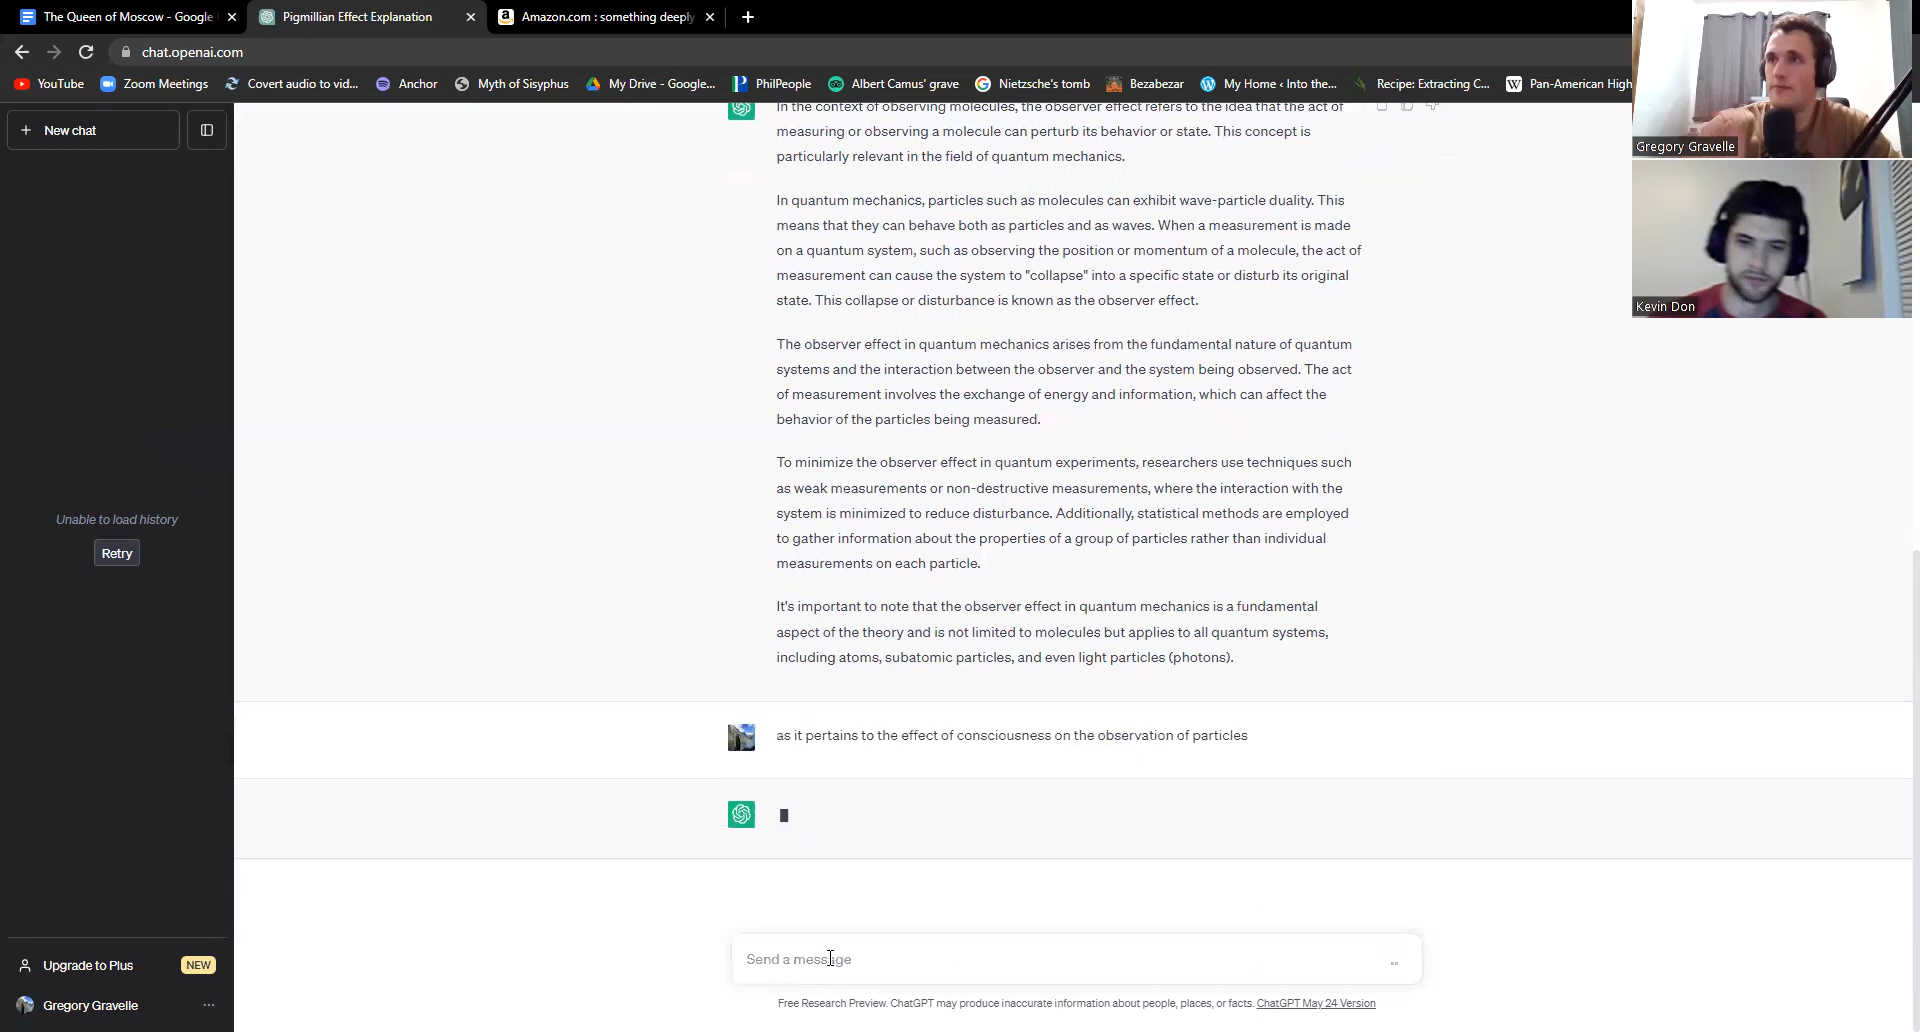 The Queen of Moscow - Google
Pigmillian Effect Explanation
Amazon.com : something deeply
chat.openai.com
YouTube
Zoom Meetings
Covert audio to vid...
Anchor
Myth of Sisyphus
My Drive - Google...
PhilPeople
Albert Camus' grave
Nietzsche's tomb
Bezabezar
My Home ‹ Into the...
Recipe: Extracting C...
Pan-American High
Gregory Gravelle
Kevin Don
+ New chat
Unable to load history
Retry
In the context of observing molecules, the observer effect refers to the idea that the act of
measuring or observing a molecule can perturb its behavior or state. This concept is
particularly relevant in the field of quantum mechanics.
In quantum mechanics, particles such as molecules can exhibit wave-particle duality. This
means that they can behave both as particles and as waves. When a measurement is made
on a quantum system, such as observing the position or momentum of a molecule, the act of
measurement can cause the system to "collapse" into a specific state or disturb its original
state. This collapse or disturbance is known as the observer effect.
The observer effect in quantum mechanics arises from the fundamental nature of quantum
systems and the interaction between the observer and the system being observed. The act
of measurement involves the exchange of energy and information, which can affect the
behavior of the particles being measured.
To minimize the observer effect in quantum experiments, researchers use techniques such
as weak measurements or non-destructive measurements, where the interaction with the
system is minimized to reduce disturbance. Additionally, statistical methods are employed
to gather information about the properties of a group of particles rather than individual
measurements on each particle.
It's important to note that the observer effect in quantum mechanics is a fundamental
aspect of the theory and is not limited to molecules but applies to all quantum systems,
including atoms, subatomic particles, and even light particles (photons).
as it pertains to the effect of consciousness on the observation of particles
Send a message
Free Research Preview. ChatGPT may produce inaccurate information about people, places, or facts. ChatGPT May 24 Version
Upgrade to Plus
NEW
Gregory Gravelle